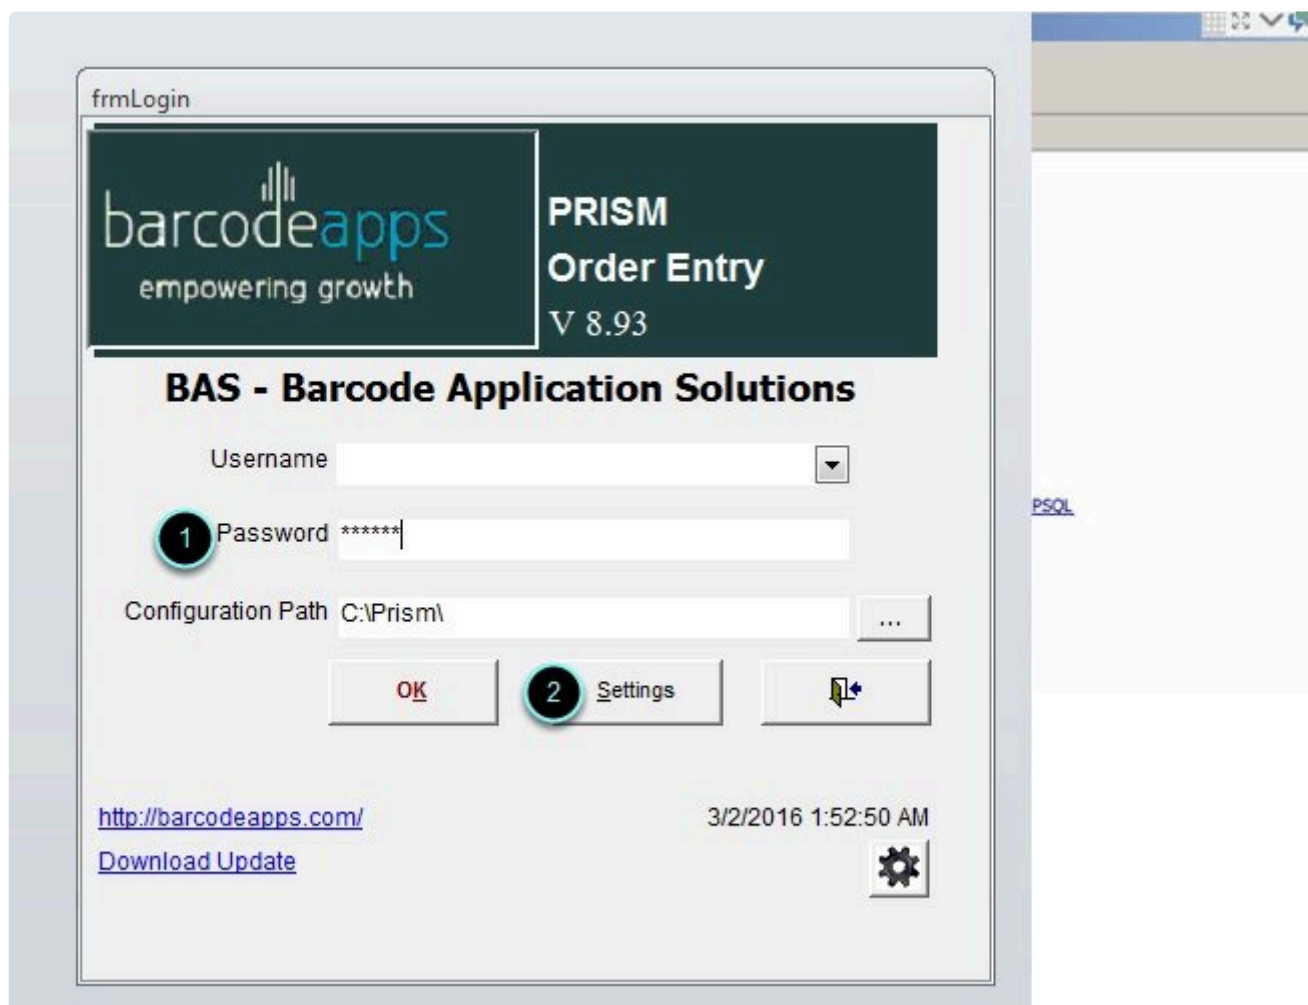 frmLogin
barcodeapps
empowering growth
PRISM
Order Entry
V 8.93
BAS - Barcode Application Solutions
Username
1 Password ******
Configuration Path C:\Prism\ ...
OK 2 Settings
http://barcodeapps.com/ 3/2/2016 1:52:50 AM
Download Update
PSQL